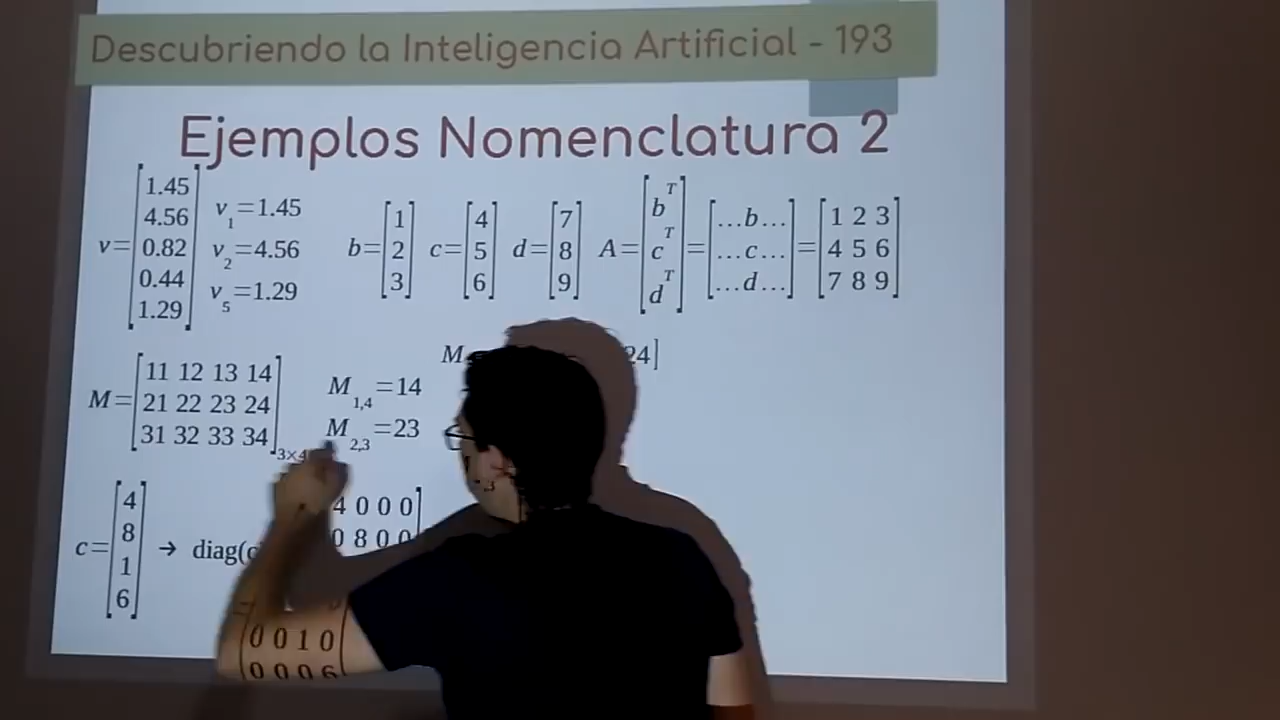 Descubriendo la Inteligencia Artificial - 193
Ejemplos Nomenclatura 2
v=[1.45
4.56
0.82
0.44
1.29]
v1=1.45
v2=4.56
v5=1.29
b=[1
2
3]
c=[4
5
6]
d=[7
8
9]
A=[b^T
c^T
d^T]
=[...b...
...c...
...d...]
=[1 2 3
4 5 6
7 8 9]
M=[11 12 13 14
21 22 23 24
31 32 33 34]3×4
M1,4=14
M2,3=23
M
24]
c=[4
8
1
6]
→ diag(c
4 0 0 0]
0 8 0 0
0 0 1 0
0 0 0 6